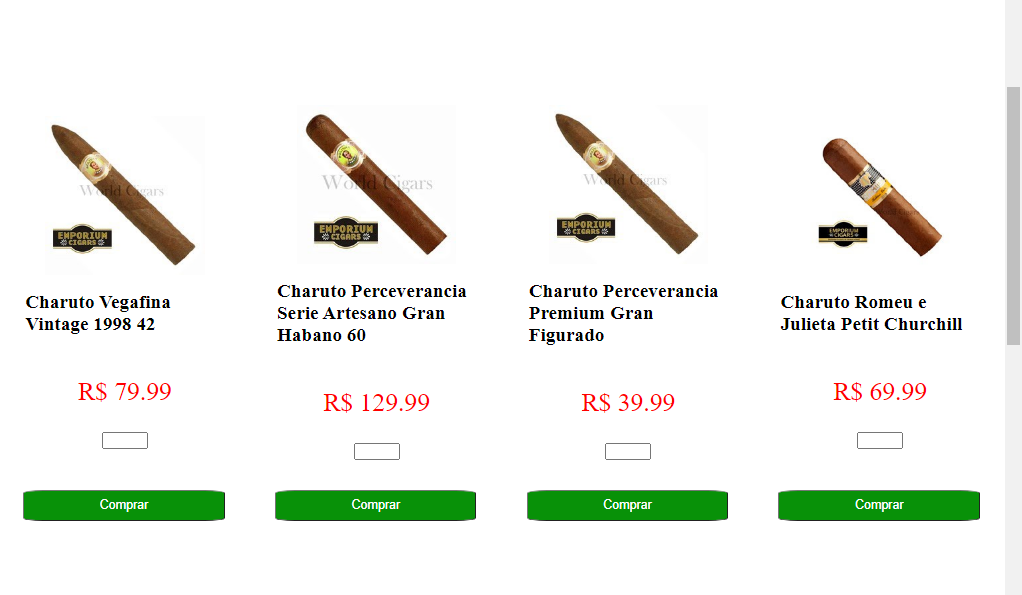 World Cigars
EMPORIUM
CIGARS
Charuto Vegafina
Vintage 1998 42
R$ 79.99
Comprar
World Cigars
EMPORIUM
CIGARS
Charuto Perceverancia
Serie Artesano Gran
Habano 60
R$ 129.99
Comprar
World Cigars
EMPORIUM
CIGARS
Charuto Perceverancia
Premium Gran
Figurado
R$ 39.99
Comprar
EMPORIUM
CIGARS
Charuto Romeu e
Julieta Petit Churchill
R$ 69.99
Comprar